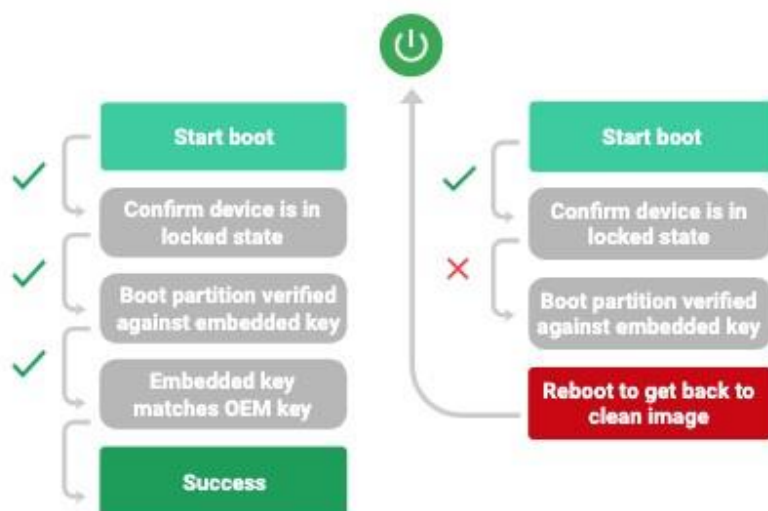 Start boot
Confirm device is in
locked state
Boot partition verified
against embedded key
Embedded key
matches OEM key
Success
Start boot
Confirm device is in
locked state
Boot partition verified
against embedded key
Reboot to get back to
clean image